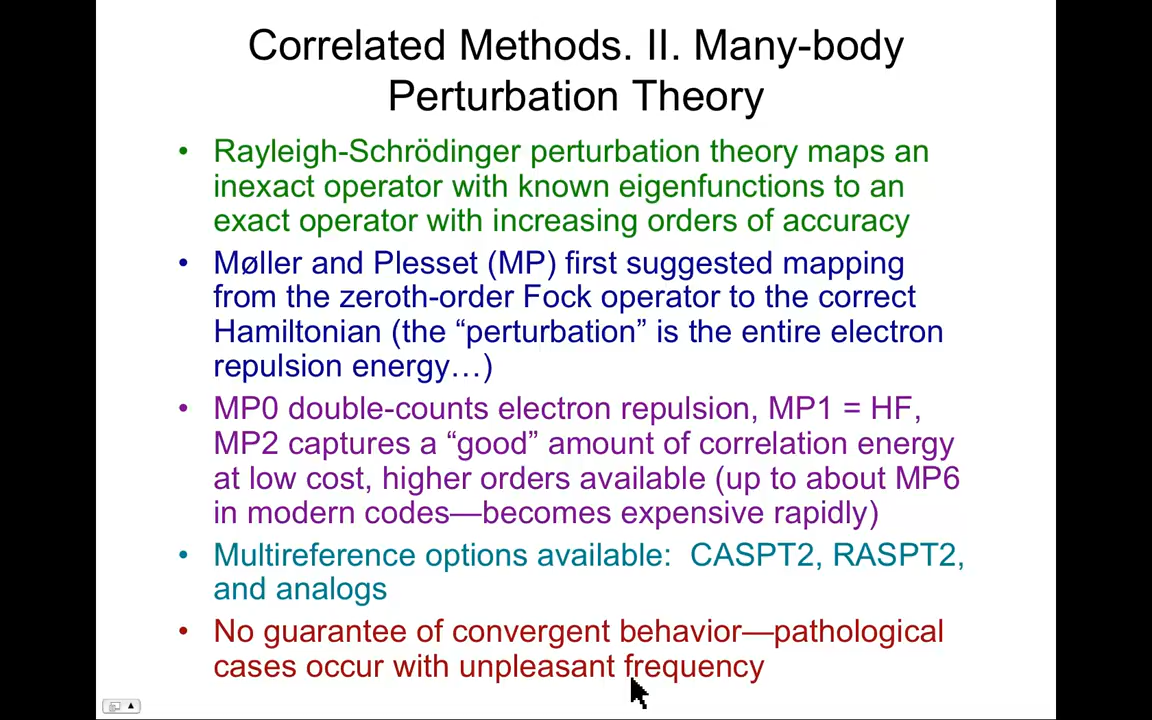 Correlated Methods. II. Many-body
Perturbation Theory
• Rayleigh-Schrödinger perturbation theory maps an
inexact operator with known eigenfunctions to an
exact operator with increasing orders of accuracy
• Møller and Plesset (MP) first suggested mapping
from the zeroth-order Fock operator to the correct
Hamiltonian (the “perturbation” is the entire electron
repulsion energy…)
• MP0 double-counts electron repulsion, MP1 = HF,
MP2 captures a “good” amount of correlation energy
at low cost, higher orders available (up to about MP6
in modern codes—becomes expensive rapidly)
• Multireference options available:  CASPT2, RASPT2,
and analogs
• No guarantee of convergent behavior—pathological
cases occur with unpleasant frequency